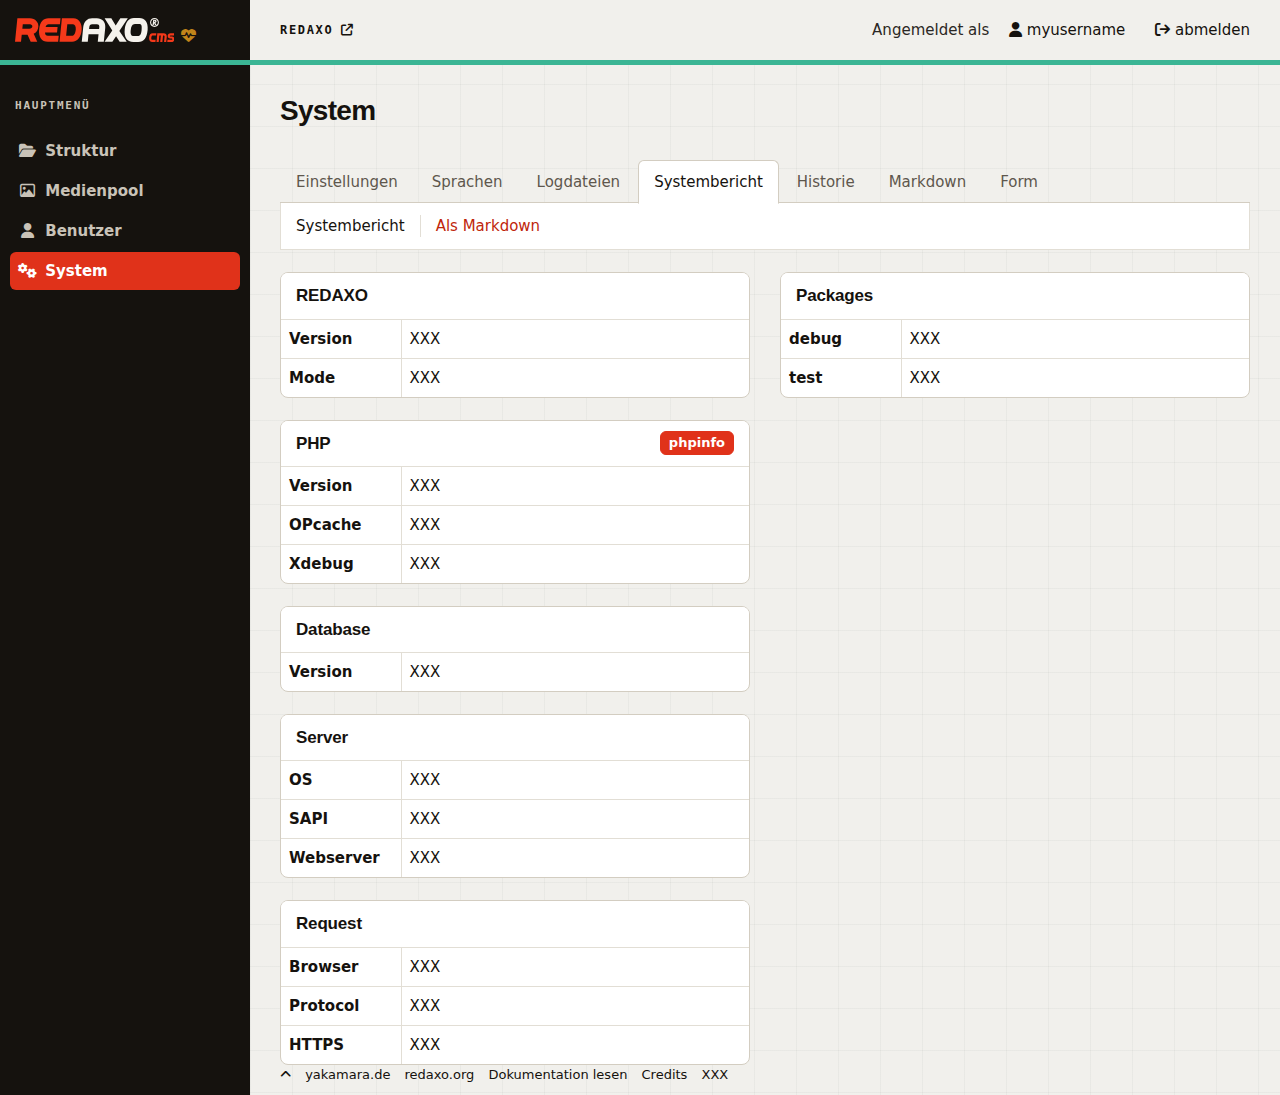 REDAXO® cms
REDAXO
Angemeldet als myusername abmelden
HAUPTMENÜ
Struktur
Medienpool
Benutzer
System
System
Einstellungen Sprachen Logdateien Systembericht Historie Markdown Form
Systembericht Als Markdown
REDAXO
Version XXX
Mode XXX
Packages
debug XXX
test XXX
PHP phpinfo
Version XXX
OPcache XXX
Xdebug XXX
Database
Version XXX
Server
OS XXX
SAPI XXX
Webserver XXX
Request
Browser XXX
Protocol XXX
HTTPS XXX
yakamara.de redaxo.org Dokumentation lesen Credits XXX